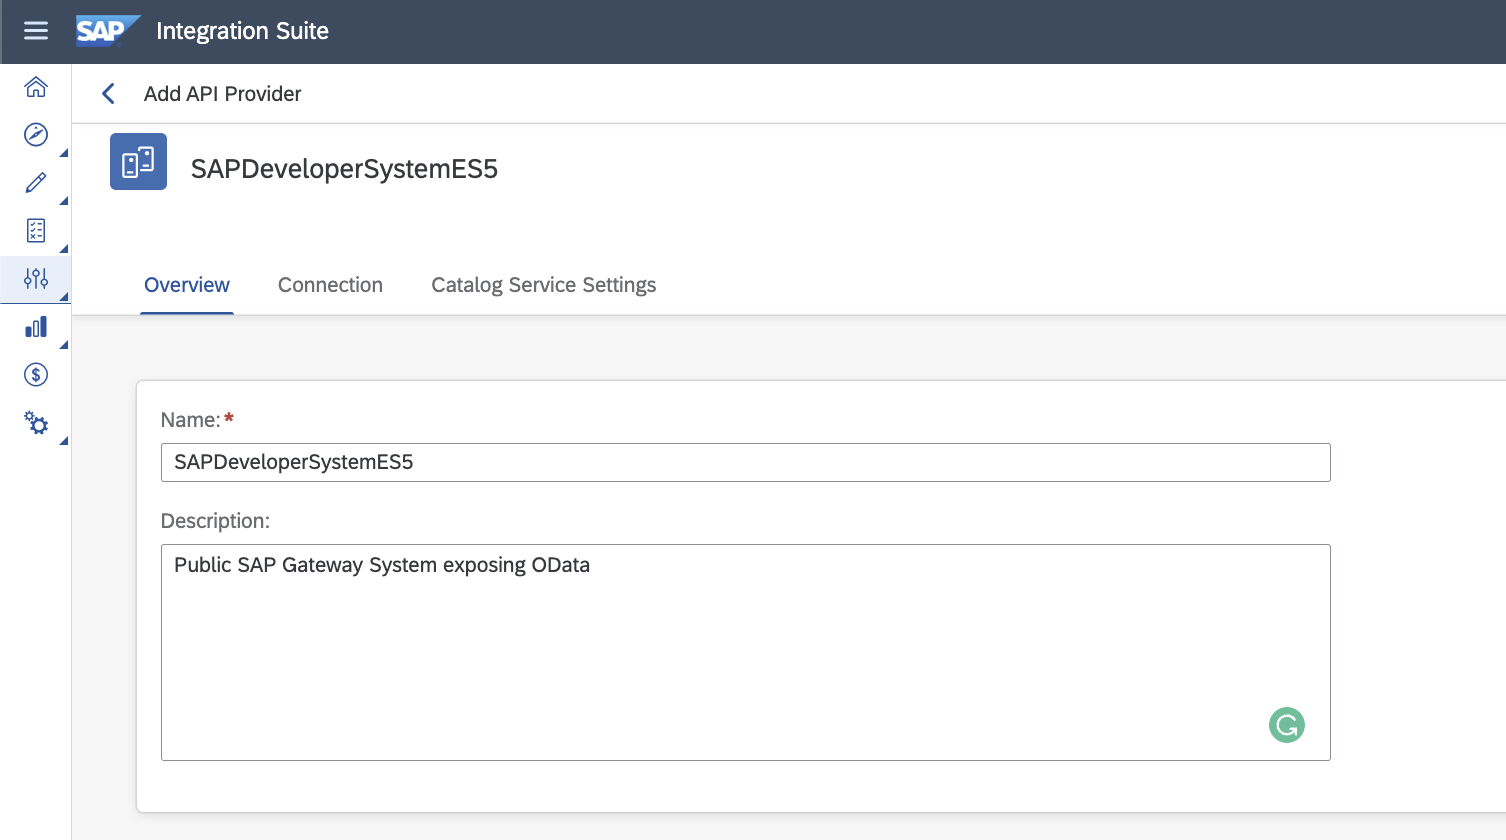 SAP Integration Suite
Add API Provider
SAPDeveloperSystemES5
Overview Connection Catalog Service Settings
Name:*
SAPDeveloperSystemES5
Description:
Public SAP Gateway System exposing OData